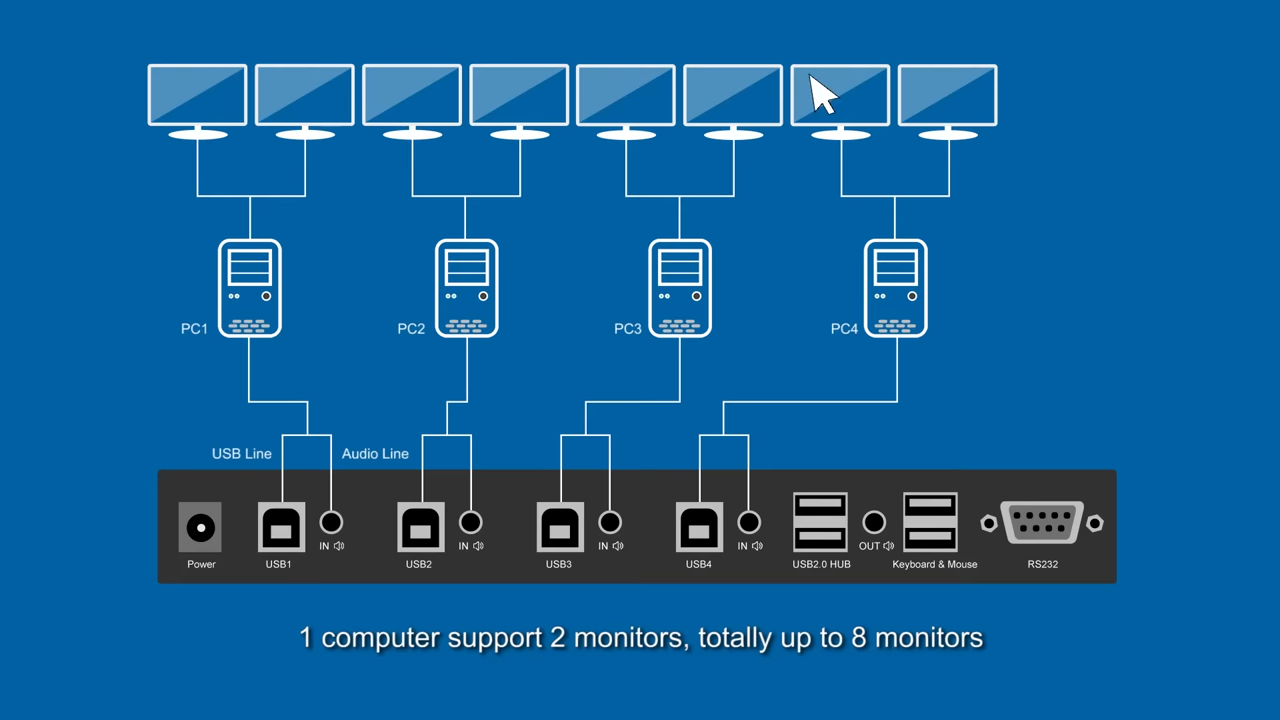 PC1
PC2
PC3
PC4
USB Line
Audio Line
IN
IN
IN
IN
OUT
Power
USB1
USB2
USB3
USB4
USB2.0 HUB
Keyboard & Mouse
RS232
1 computer support 2 monitors, totally up to 8 monitors